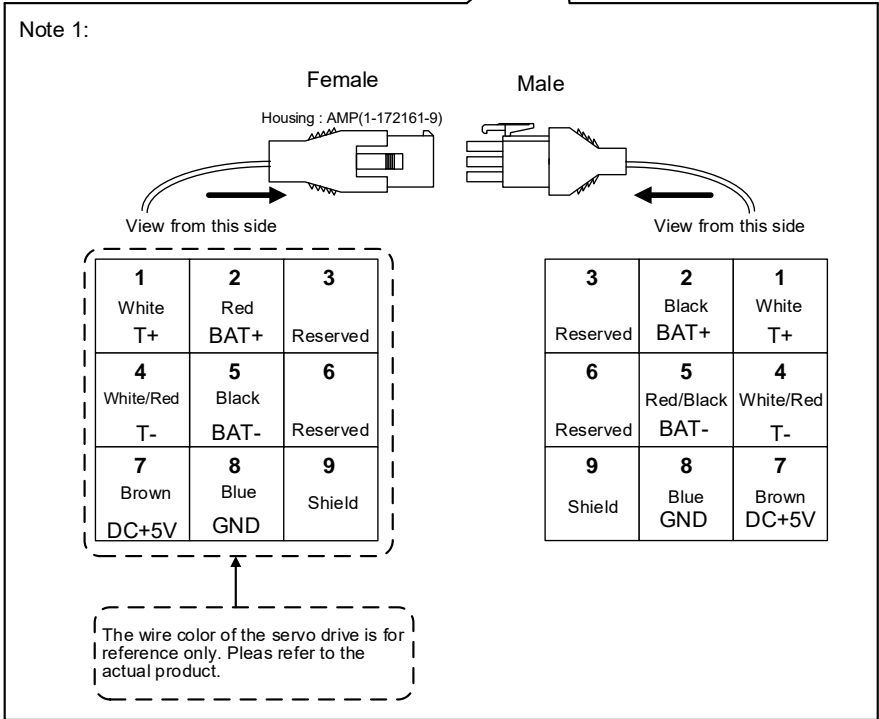 Note 1:
Female
Male
Housing : AMP(1-172161-9)
View from this side
View from this side
1 2 3
White Red
T+ BAT+ Reserved
4 5 6
White/Red Black
T- BAT- Reserved
7 8 9
Brown Blue Shield
DC+5V GND
3 2 1
Black White
Reserved BAT+ T+
6 5 4
Red/Black White/Red
Reserved BAT- T-
9 8 7
Shield Blue Brown
GND DC+5V
The wire color of the servo drive is for
reference only. Pleas refer to the
actual product.